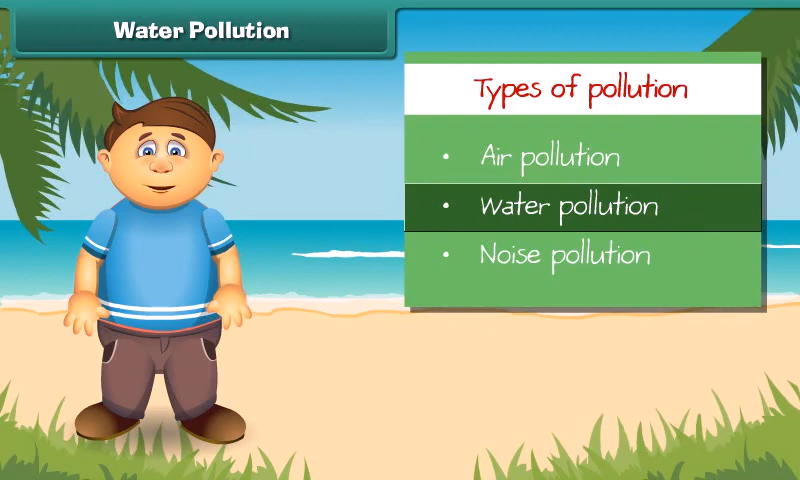 Water Pollution
Types of pollution
• Air pollution
• Water pollution
• Noise pollution